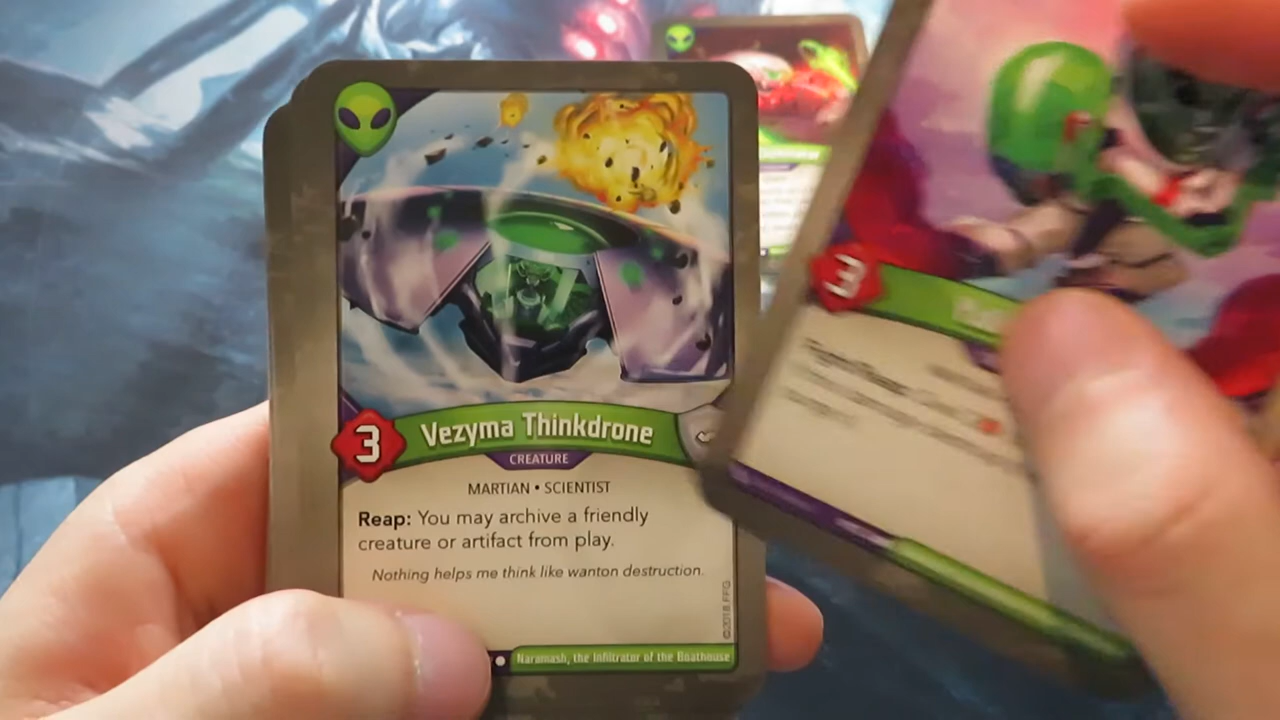 3
Vezyma Thinkdrone
CREATURE
MARTIAN • SCIENTIST
Reap: You may archive a friendly
creature or artifact from play.
Nothing helps me think like wanton destruction.
©2018 FFG
Naramash, the Infiltrator of the Boathouse
3